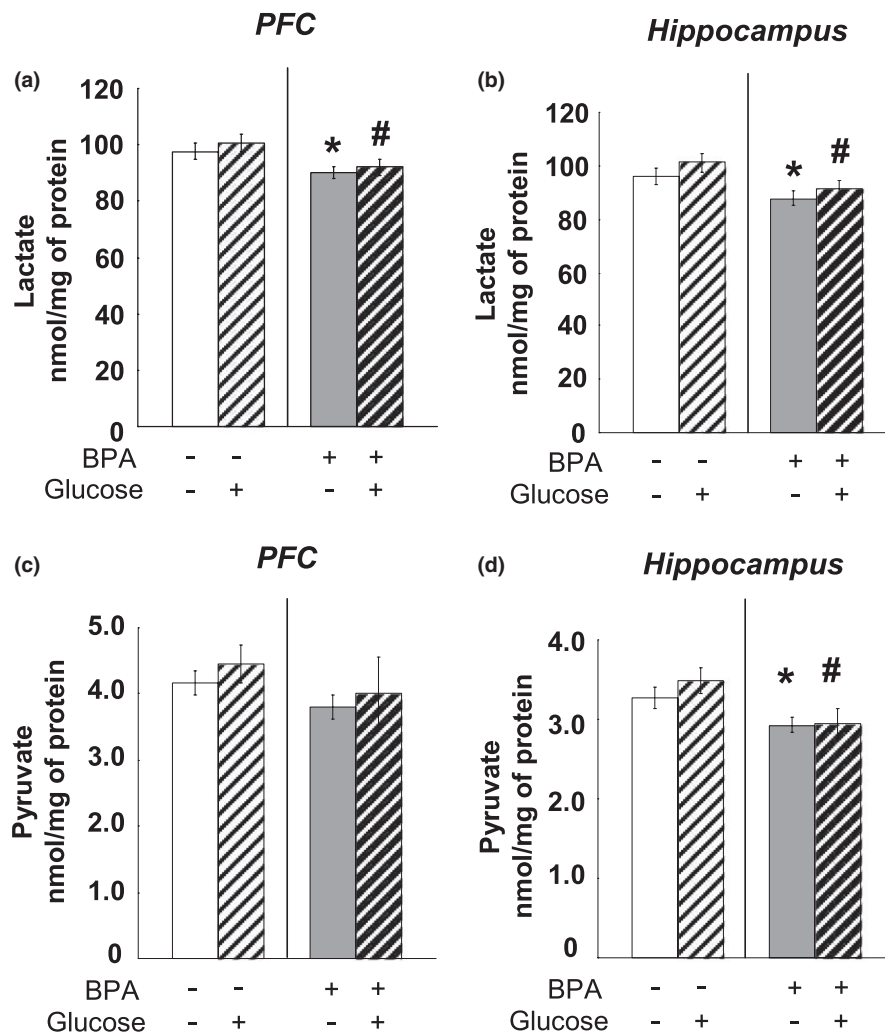 PFC
(a)
120
100
80
60
40
20
0
Lactate
nmol/mg of protein
*
#
BPA - - + +
Glucose - + - +
Hippocampus
(b)
120
100
80
60
40
20
0
Lactate
nmol/mg of protein
*
#
BPA - - + +
Glucose - + - +
PFC
(c)
5.0
4.0
3.0
2.0
1.0
0
Pyruvate
nmol/mg of protein
BPA - - + +
Glucose - + - +
Hippocampus
(d)
4.0
3.0
2.0
1.0
0
Pyruvate
nmol/mg of protein
*
#
BPA - - + +
Glucose - + - +